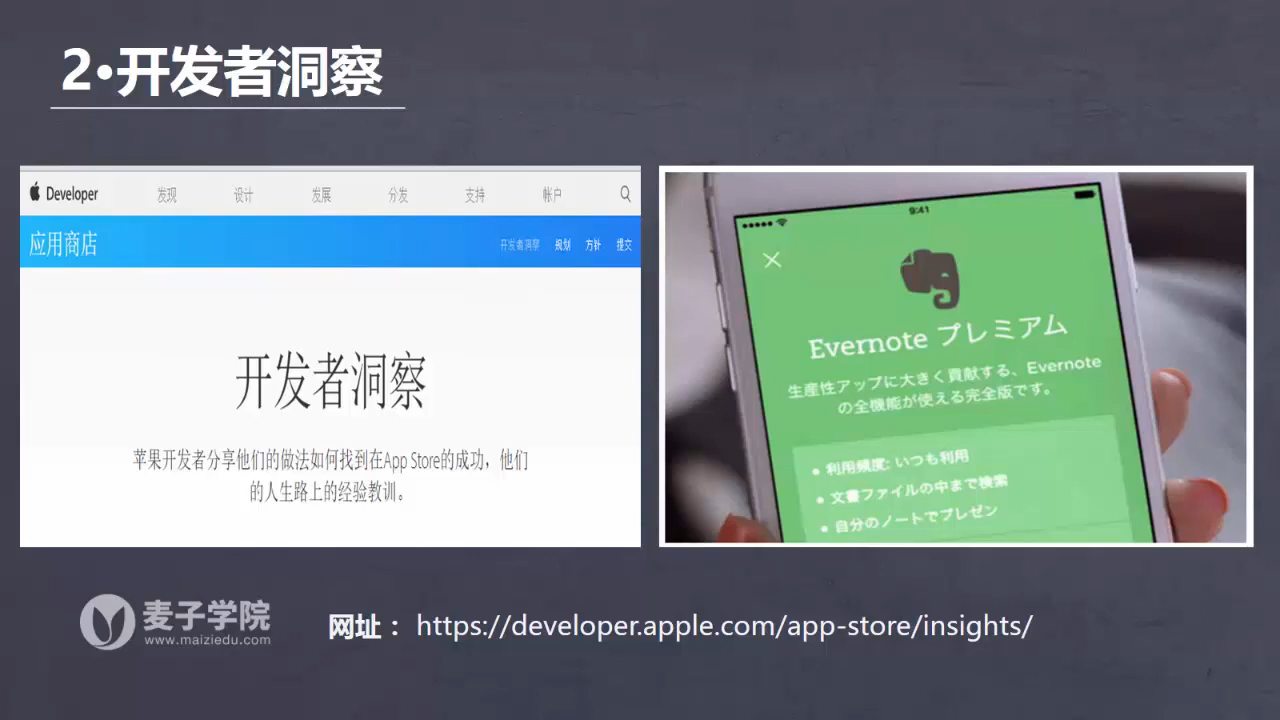 2·开发者洞察
Developer 发现 设计 发展 分发 支持 帐户
应用商店 开发者洞察 规划 方针 提交
开发者洞察
苹果开发者分享他们的做法如何找到在App Store的成功，他们
的人生路上的经验教训。
9:41
Evernote プレミアム
生産性アップに大きく貢献する、Evernote
の全機能が使える完全版です。
• 利用頻度: いつも利用
• 文書ファイルの中まで検索
• 自分のノートでプレゼン
麦子学院
www.maiziedu.com
网址： https://developer.apple.com/app-store/insights/